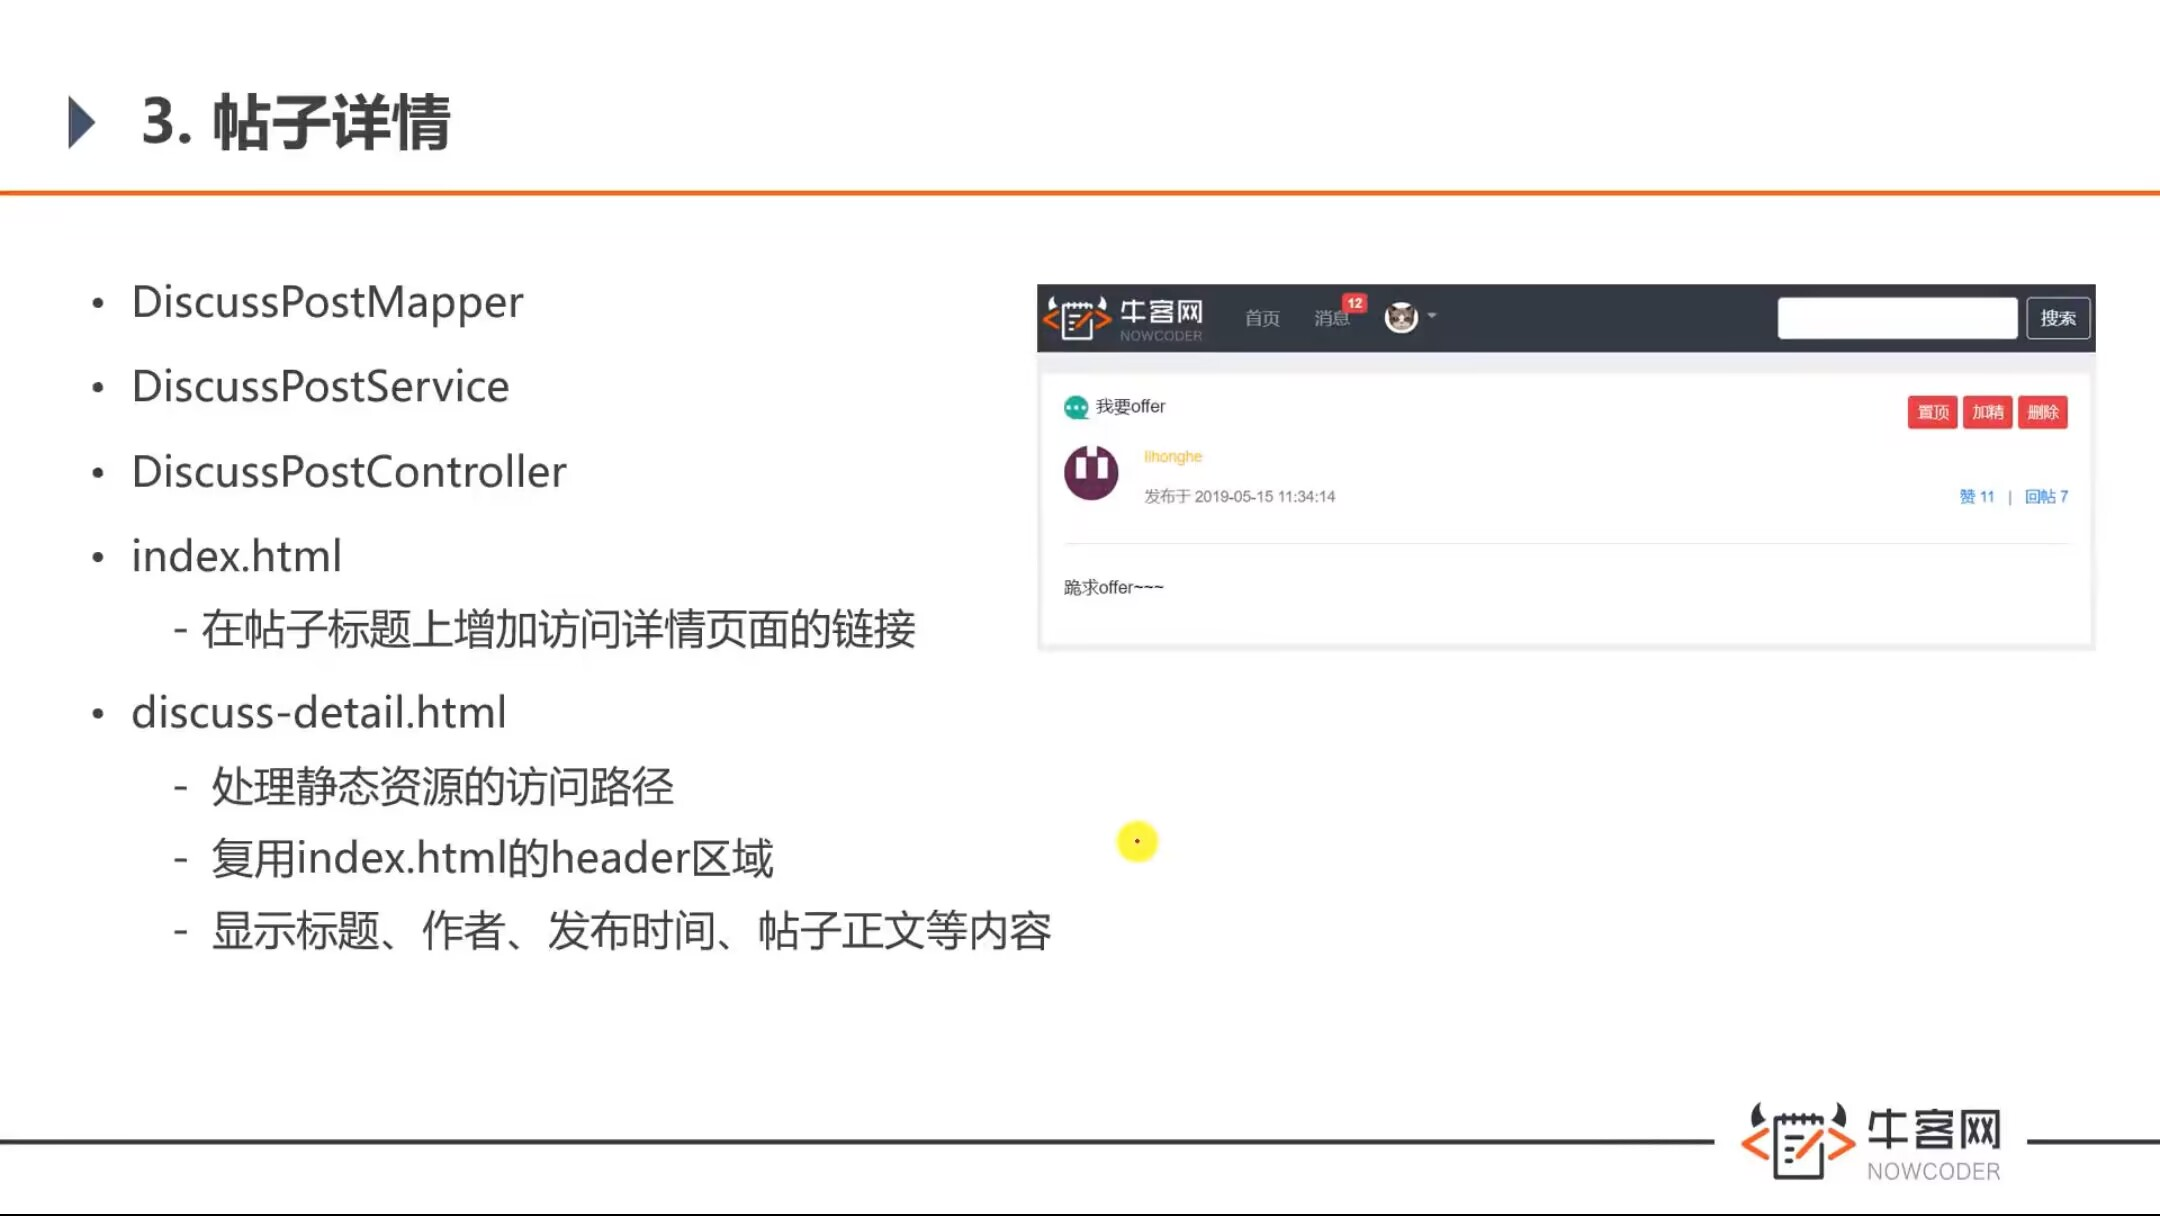 3. 帖子详情
• DiscussPostMapper
• DiscussPostService
• DiscussPostController
• index.html
- 在帖子标题上增加访问详情页面的链接
• discuss-detail.html
- 处理静态资源的访问路径
- 复用index.html的header区域
- 显示标题、作者、发布时间、帖子正文等内容
牛客网
NOWCODER
首页 消息 12
搜索
我要offer
置顶 加精 删除
lihonghe
发布于 2019-05-15 11:34:14
赞 11 | 回帖 7
跪求offer~~~
牛客网
NOWCODER